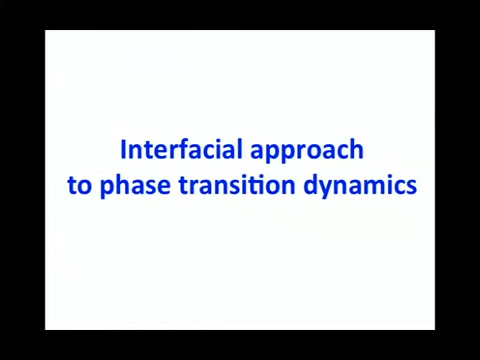 Interfacial approach
to phase transition dynamics